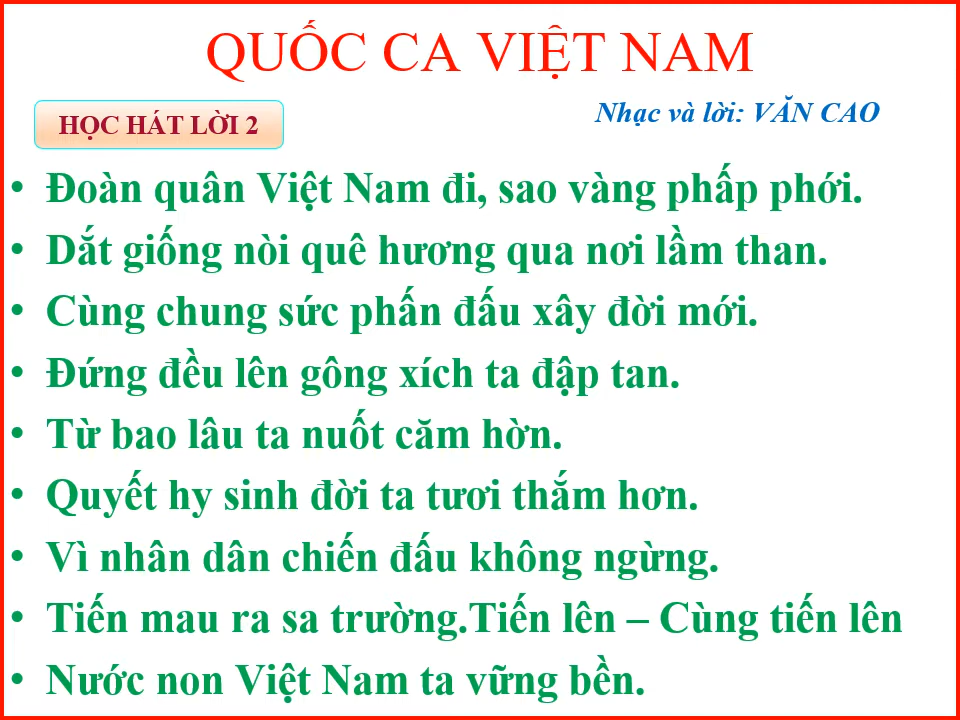 QUỐC CA VIỆT NAM
HỌC HÁT LỜI 2
Nhạc và lời: VĂN CAO
• Đoàn quân Việt Nam đi, sao vàng phấp phới.
• Dắt giống nòi quê hương qua nơi lầm than.
• Cùng chung sức phấn đấu xây đời mới.
• Đứng đều lên gông xích ta đập tan.
• Từ bao lâu ta nuốt căm hờn.
• Quyết hy sinh đời ta tươi thắm hơn.
• Vì nhân dân chiến đấu không ngừng.
• Tiến mau ra sa trường.Tiến lên – Cùng tiến lên
• Nước non Việt Nam ta vững bền.